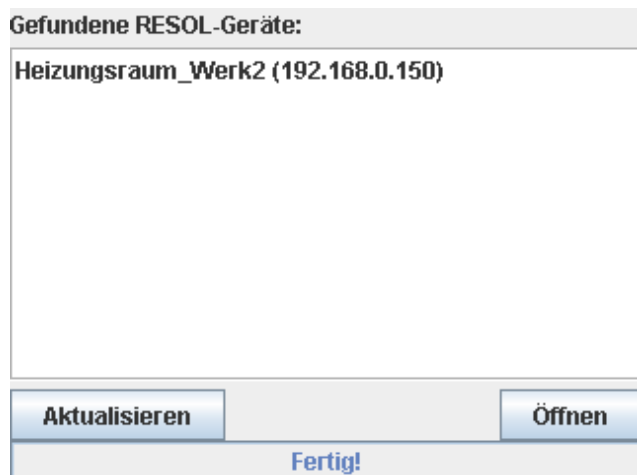 Gefundene RESOL-Geräte:
Heizungsraum_Werk2 (192.168.0.150)
Aktualisieren
Öffnen
Fertig!